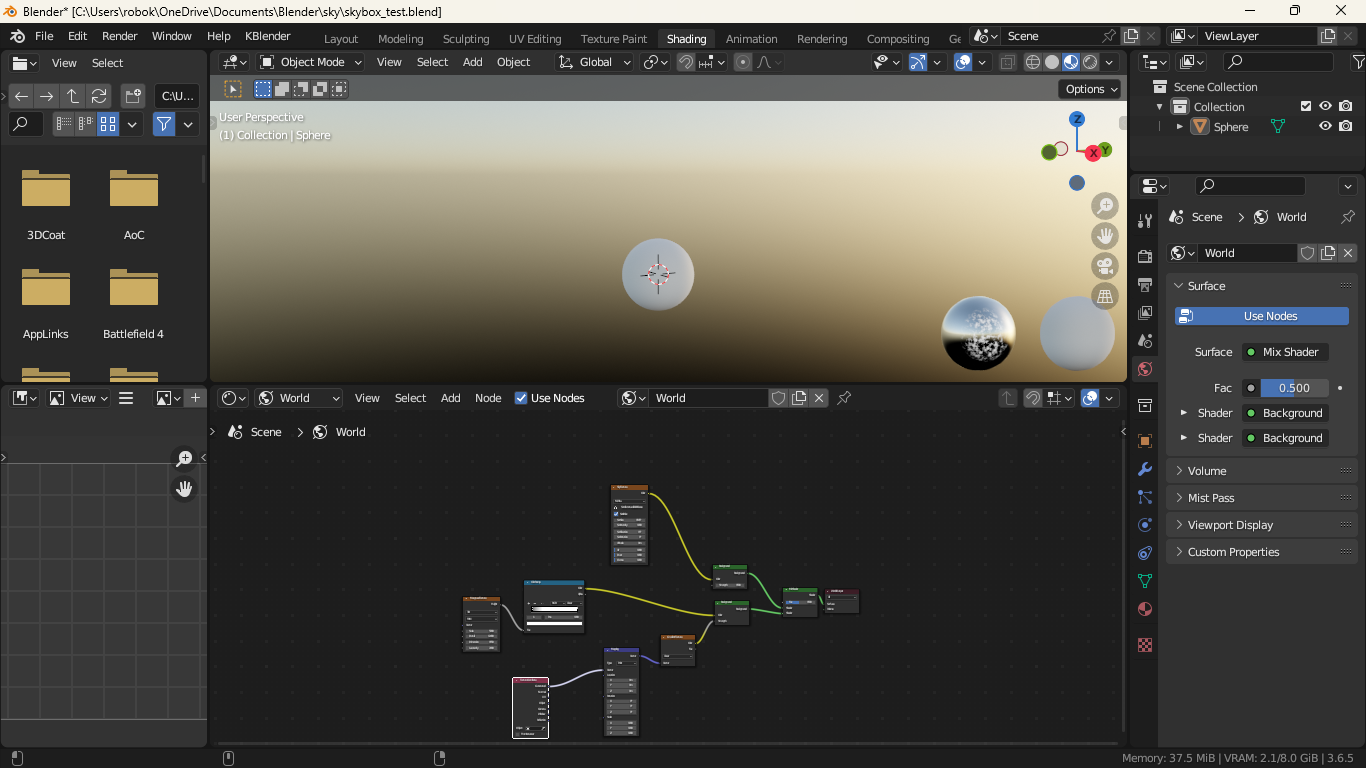 Blender* [C:\Users\robok\OneDrive\Documents\Blender\sky\skybox_test.blend]
File Edit Render Window Help KBlender
Layout Modeling Sculpting UV Editing Texture Paint Shading Animation Rendering Compositing Ge
Scene
ViewLayer
View Select
Object Mode View Select Add Object Global
C:\U...
Options
User Perspective
(1) Collection | Sphere
Z
X
Y
3DCoat AoC
AppLinks Battlefield 4
Scene Collection
Collection
Sphere
Scene > World
World
Surface
Use Nodes
Surface Mix Shader
Fac 0.500
Shader Background
Shader Background
Volume
Mist Pass
Viewport Display
Custom Properties
View
World View Select Add Node Use Nodes World
Scene > World
Memory: 37.5 MiB | VRAM: 2.1/8.0 GiB | 3.6.5